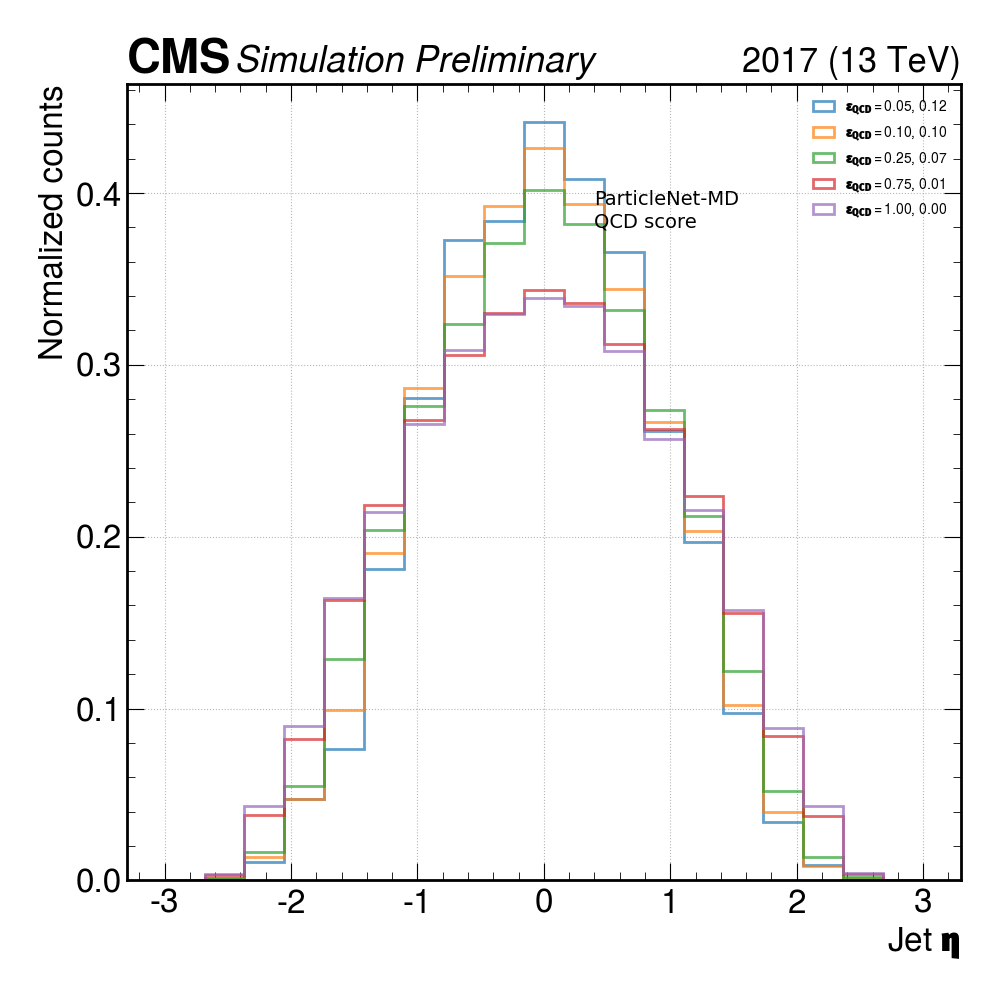 CMS Simulation Preliminary 2017 (13 TeV)
Normalized counts
εQCD = 0.05, 0.12
εQCD = 0.10, 0.10
εQCD = 0.25, 0.07
εQCD = 0.75, 0.01
εQCD = 1.00, 0.00
ParticleNet-MD
QCD score
0.4
0.3
0.2
0.1
0.0
-3 -2 -1 0 1 2 3
Jet η